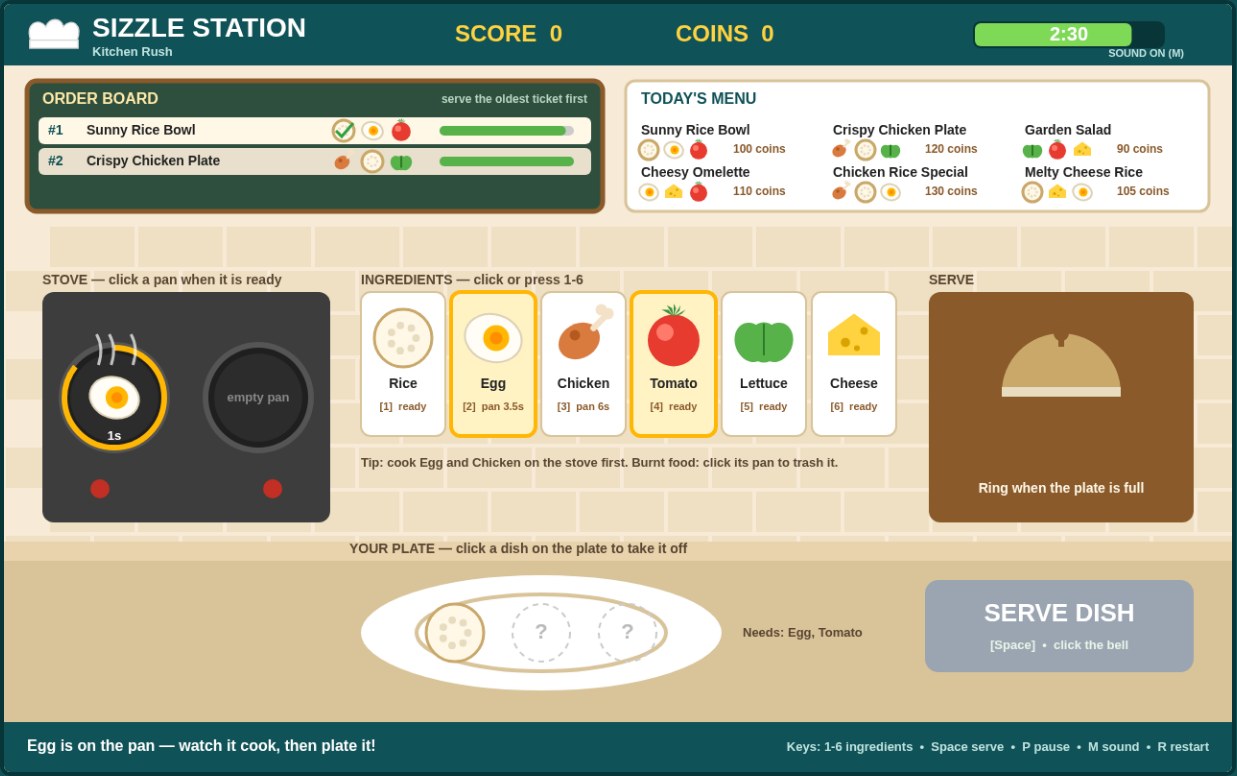 SIZZLE STATION
Kitchen Rush
SCORE 0
COINS 0
2:30
SOUND ON (M)
ORDER BOARD
serve the oldest ticket first
#1 Sunny Rice Bowl
#2 Crispy Chicken Plate
TODAY'S MENU
Sunny Rice Bowl
100 coins
Crispy Chicken Plate
120 coins
Garden Salad
90 coins
Cheesy Omelette
110 coins
Chicken Rice Special
130 coins
Melty Cheese Rice
105 coins
STOVE — click a pan when it is ready
1s
empty pan
INGREDIENTS — click or press 1-6
Rice
[1] ready
Egg
[2] pan 3.5s
Chicken
[3] pan 6s
Tomato
[4] ready
Lettuce
[5] ready
Cheese
[6] ready
Tip: cook Egg and Chicken on the stove first. Burnt food: click its pan to trash it.
SERVE
Ring when the plate is full
YOUR PLATE — click a dish on the plate to take it off
? ?
Needs: Egg, Tomato
SERVE DISH
[Space] • click the bell
Egg is on the pan — watch it cook, then plate it!
Keys: 1-6 ingredients • Space serve • P pause • M sound • R restart